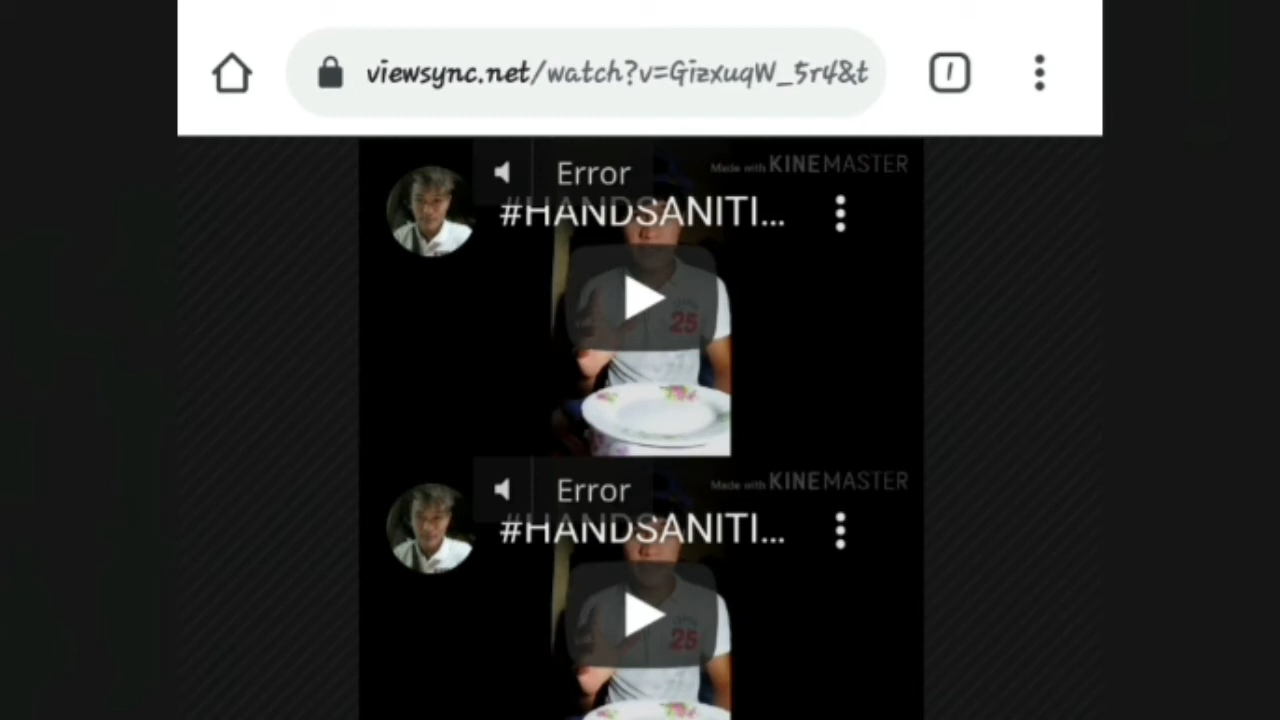 viewsync.net/watch?v=GizxuqW_5r4&t
Error
Made with KINEMASTER
#HANDSANITI...
25
Error
Made with KINEMASTER
#HANDSANITI...
25